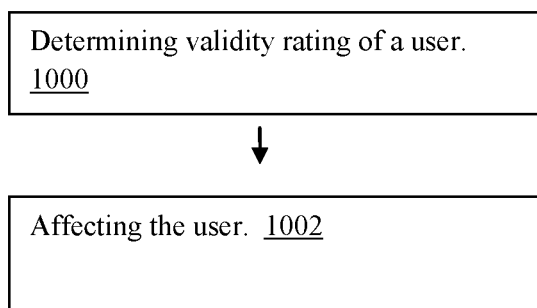 Determining validity rating of a user.
1000
Affecting the user. 1002